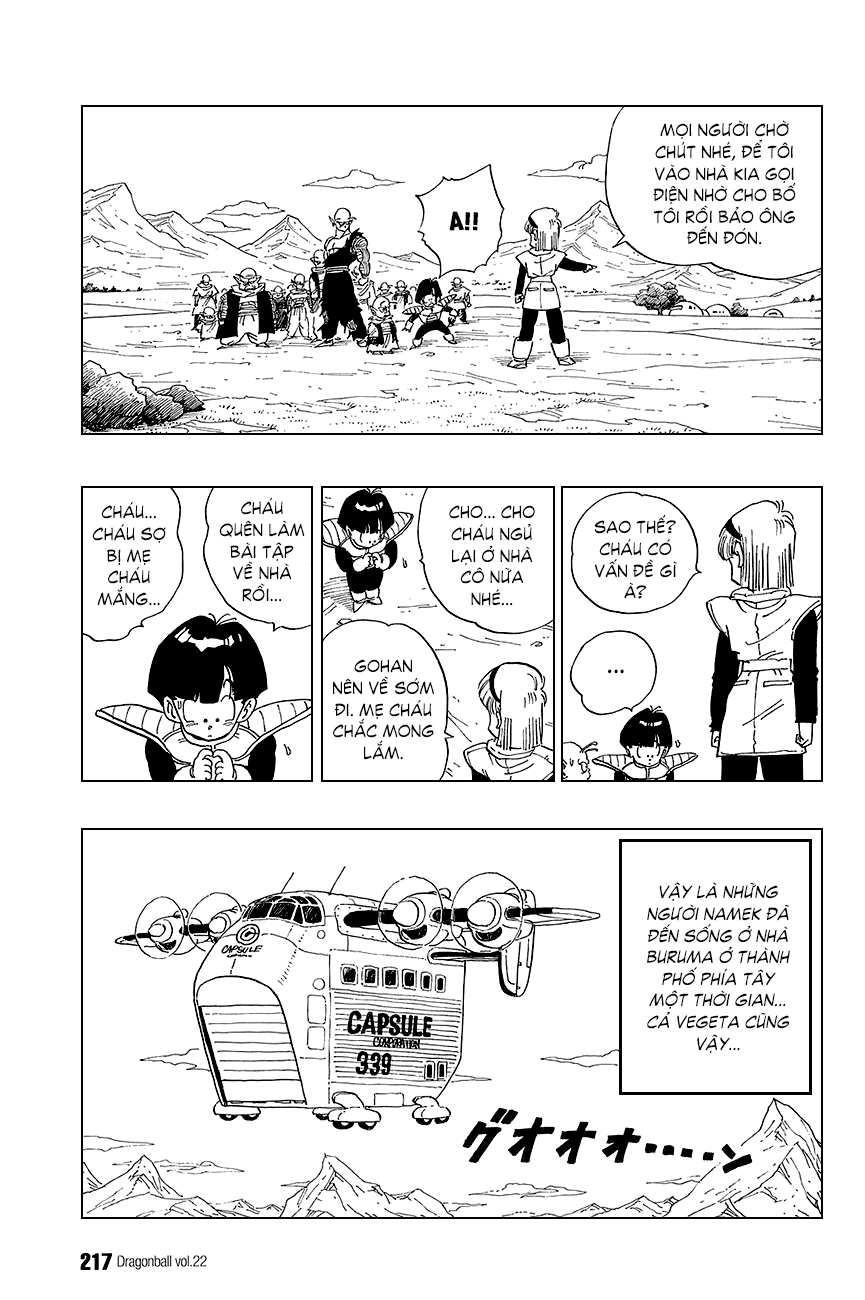 MỌI NGƯỜI CHỜ
CHÚT NHÉ, ĐỂ TÔI
VÀO NHÀ KIA GỌI
ĐIỆN NHỜ CHO BỐ
TÔI RỒI BẢO ÔNG
ĐẾN ĐÓN.
A!!
SAO THẾ?
CHÁU CÓ
VẤN ĐỀ GÌ
À?
...
CHO... CHO
CHÁU NGỦ
LẠI Ở NHÀ
CÔ NỮA
NHÉ...
GOHAN
NÊN VỀ SỚM
ĐI. MẸ CHÁU
CHẮC MONG
LẮM.
CHÁU
QUÊN LÀM
BÀI TẬP
VỀ NHÀ
RỒI...
CHÁU...
CHÁU SỢ
BỊ MẸ
CHÁU
MẮNG...
VẬY LÀ NHỮNG
NGƯỜI NAMEK ĐÃ
ĐẾN SỐNG Ở NHÀ
BURUMA Ở THÀNH
PHỐ PHÍA TÂY
MỘT THỜI GIAN...
CẢ VEGETA CŨNG
VẬY...
CAPSULE
CAPSULE
CORPORATION
339
グオオォ・・・・ン
217 Dragonball vol.22